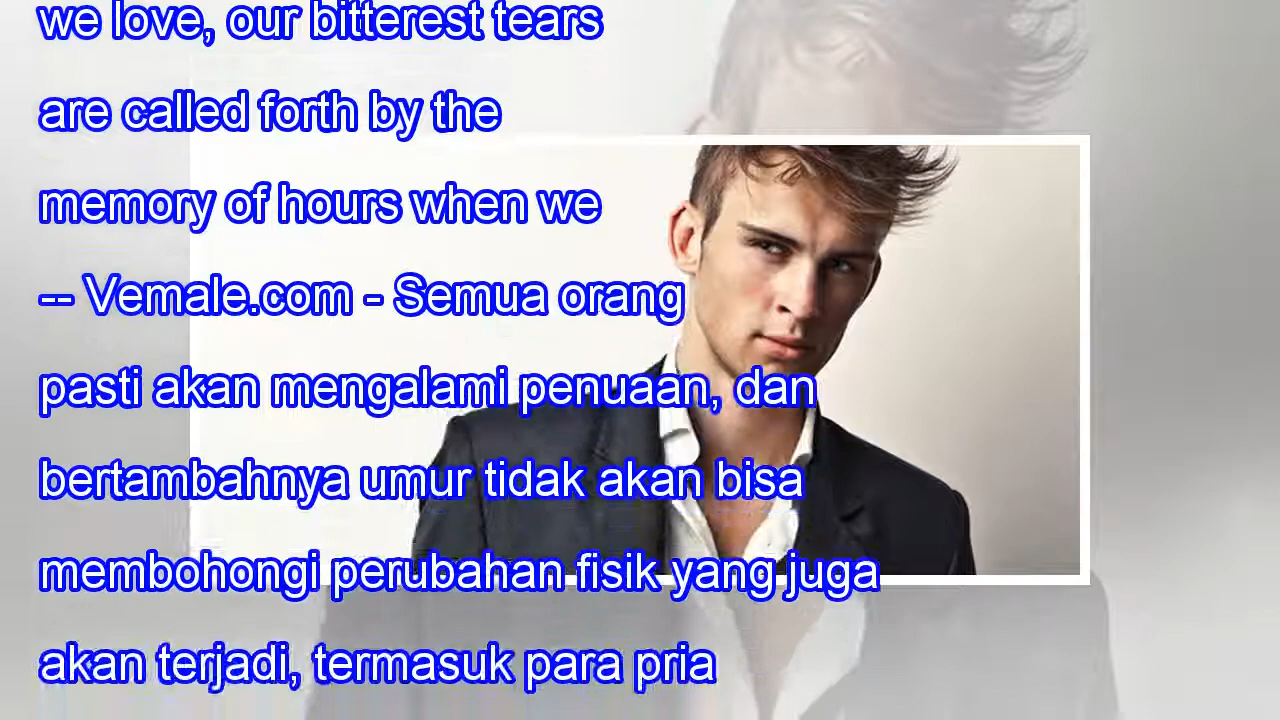 we love, our bitterest tears
are called forth by the
memory of hours when we
-- Vemale.com - Semua orang
pasti akan mengalami penuaan, dan
bertambahnya umur tidak akan bisa
membohongi perubahan fisik yang juga
akan terjadi, termasuk para pria